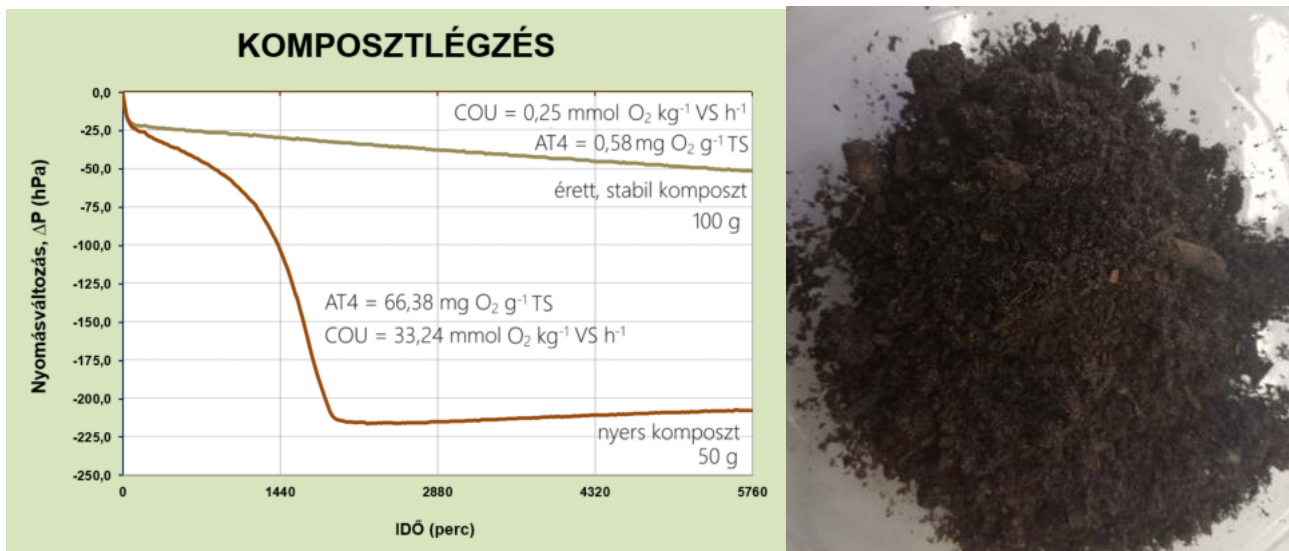 KOMPOSZTLÉGZÉS
Nyomásváltozás, ΔP (hPa)
0,0
-25,0
-50,0
-75,0
-100,0
-125,0
-150,0
-175,0
-200,0
-225,0
-250,0
COU = 0,25 mmol O₂ kg⁻¹ VS h⁻¹
AT4 = 0,58 mg O₂ g⁻¹ TS
érett, stabil komposzt
100 g
AT4 = 66,38 mg O₂ g⁻¹ TS
COU = 33,24 mmol O₂ kg⁻¹ VS h⁻¹
nyers komposzt
50 g
0 1440 2880 4320 5760
IDŐ (perc)